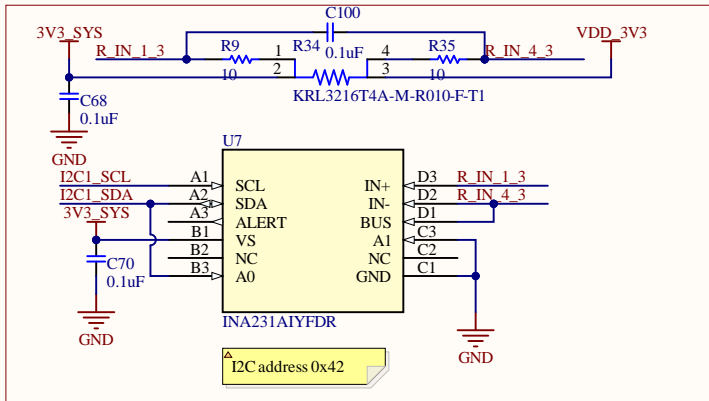 C100
3V3_SYS
VDD_3V3
R_IN_1_3
R9
1
R34
0.1uF
4
R35
R_IN_4_3
10
2
3
10
KRL3216T4A-M-R010-F-T1
C68
0.1uF
GND
U7
I2C1_SCL
A1
SCL
IN+
D3
R_IN_1_3
I2C1_SDA
A2
SDA
IN-
D2
R_IN_4_3
3V3_SYS
A3
ALERT
BUS
D1
B1
VS
A1
C3
B2
NC
NC
C2
C70
0.1uF
B3
A0
GND
C1
GND
INA231AIYFDR
GND
I2C address 0x42